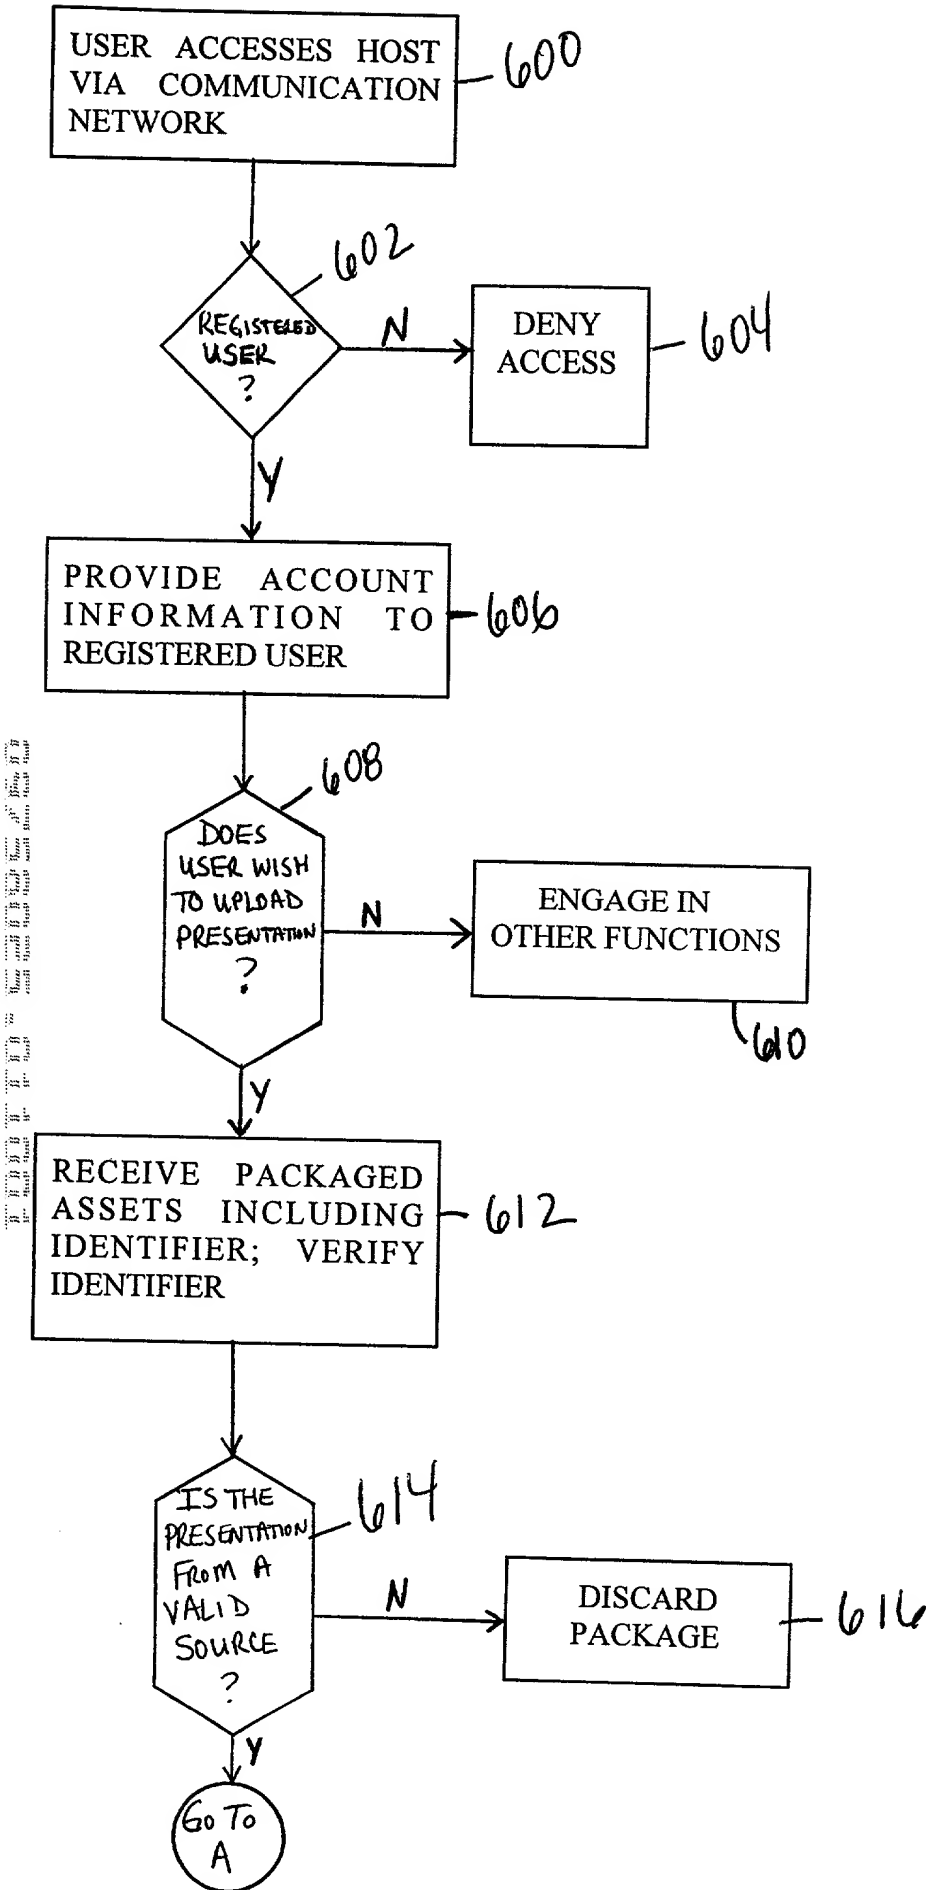 USER ACCESSES HOST
VIA COMMUNICATION
NETWORK
600
602
REGISTERED
USER
?
N
DENY
ACCESS
604
Y
PROVIDE ACCOUNT
INFORMATION TO
REGISTERED USER
606
608
DOES
USER WISH
TO UPLOAD
PRESENTATION
?
N
ENGAGE IN
OTHER FUNCTIONS
610
Y
RECEIVE PACKAGED
ASSETS INCLUDING
IDENTIFIER; VERIFY
IDENTIFIER
612
IS THE
PRESENTATION
FROM A
VALID
SOURCE
?
614
N
DISCARD
PACKAGE
616
Y
GO TO
A